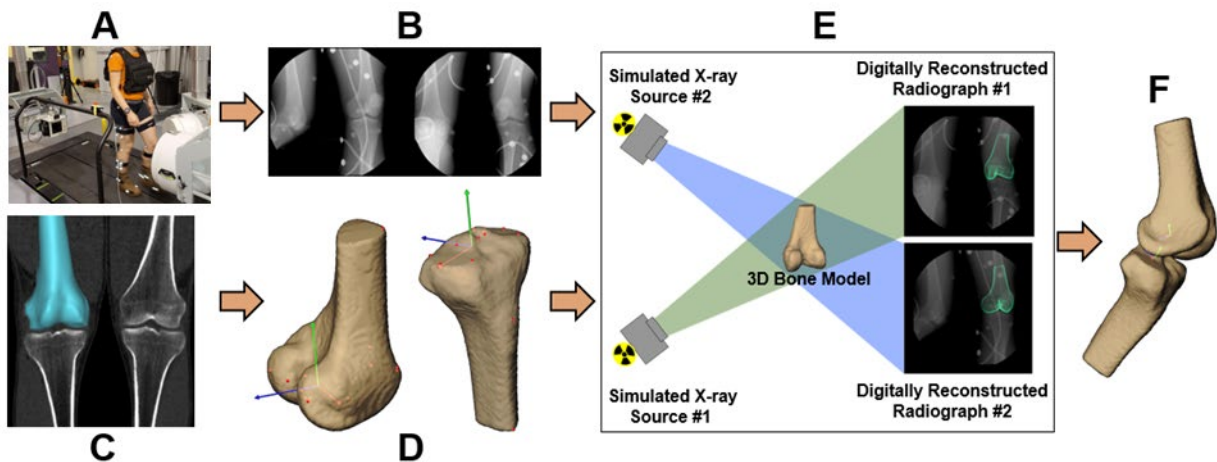 A
B
E
Simulated X-ray
Source #2
Digitally Reconstructed
Radiograph #1
F
3D Bone Model
Simulated X-ray
Source #1
Digitally Reconstructed
Radiograph #2
C
D